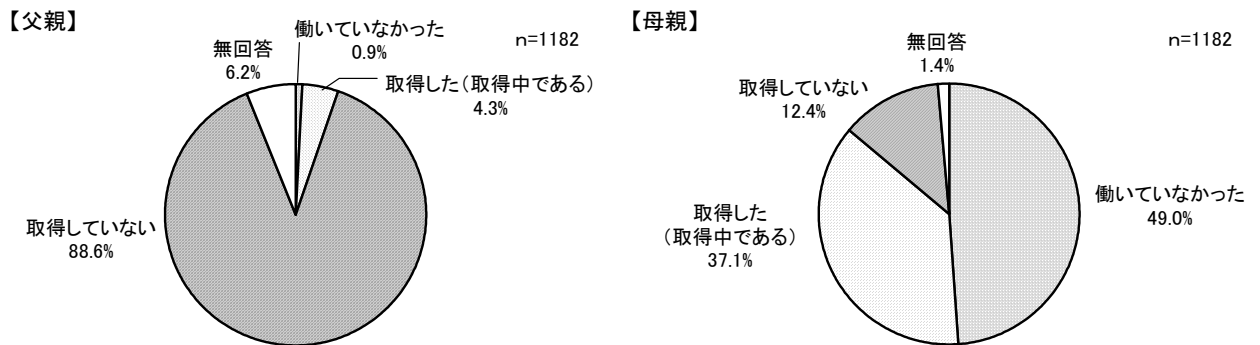 【父親】
n=1182
働いていなかった
0.9%
無回答
6.2%
取得した(取得中である)
4.3%
取得していない
88.6%
【母親】
n=1182
無回答
1.4%
取得していない
12.4%
働いていなかった
49.0%
取得した
(取得中である)
37.1%